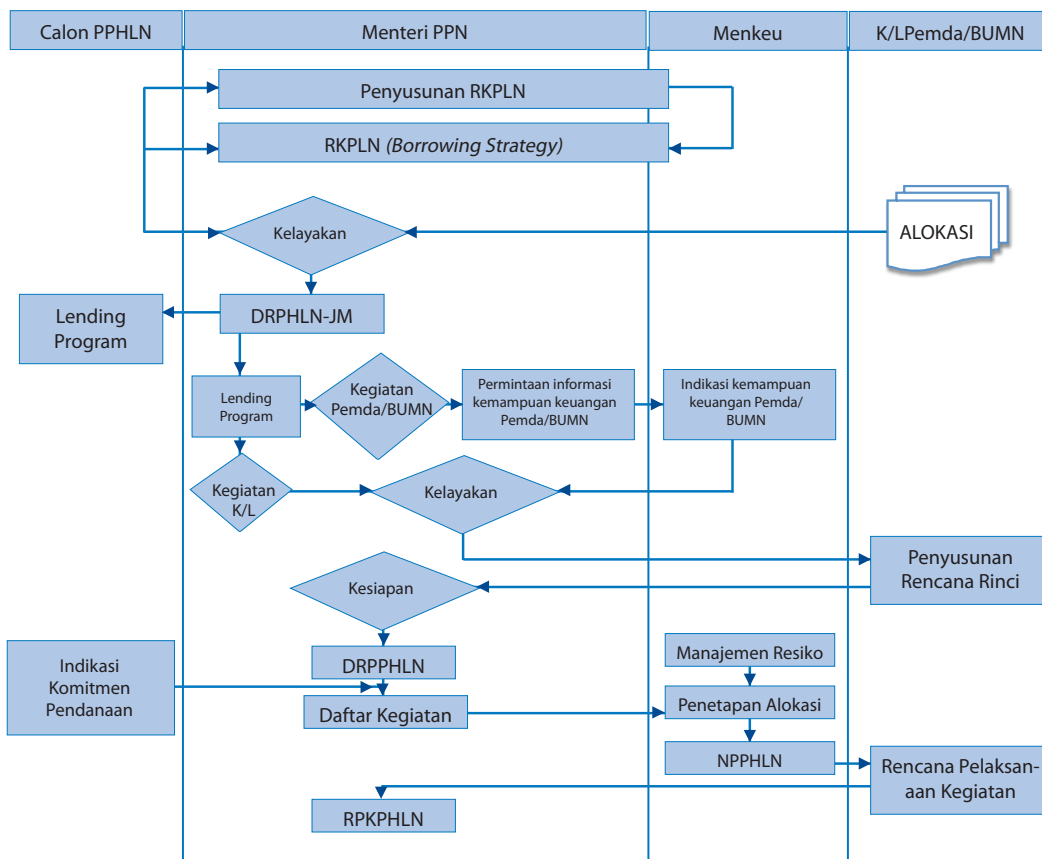 Calon PPHLN
Menteri PPN
Menkeu
K/LPemda/BUMN
Penyusunan RKPLN
RKPLN (Borrowing Strategy)
Kelayakan
ALOKASI
Lending
Program
DRPHLN-JM
Lending
Program
Kegiatan
Pemda/BUMN
Permintaan informasi
kemampuan keuangan
Pemda/BUMN
Indikasi kemampuan
keuangan Pemda/
BUMN
Kegiatan
K/L
Kelayakan
Penyusunan
Rencana Rinci
Kesiapan
Indikasi
Komitmen
Pendanaan
DRPPHLN
Daftar Kegiatan
Manajemen Resiko
Penetapan Alokasi
NPPHLN
Rencana Pelaksan-
aan Kegiatan
RPKPHLN